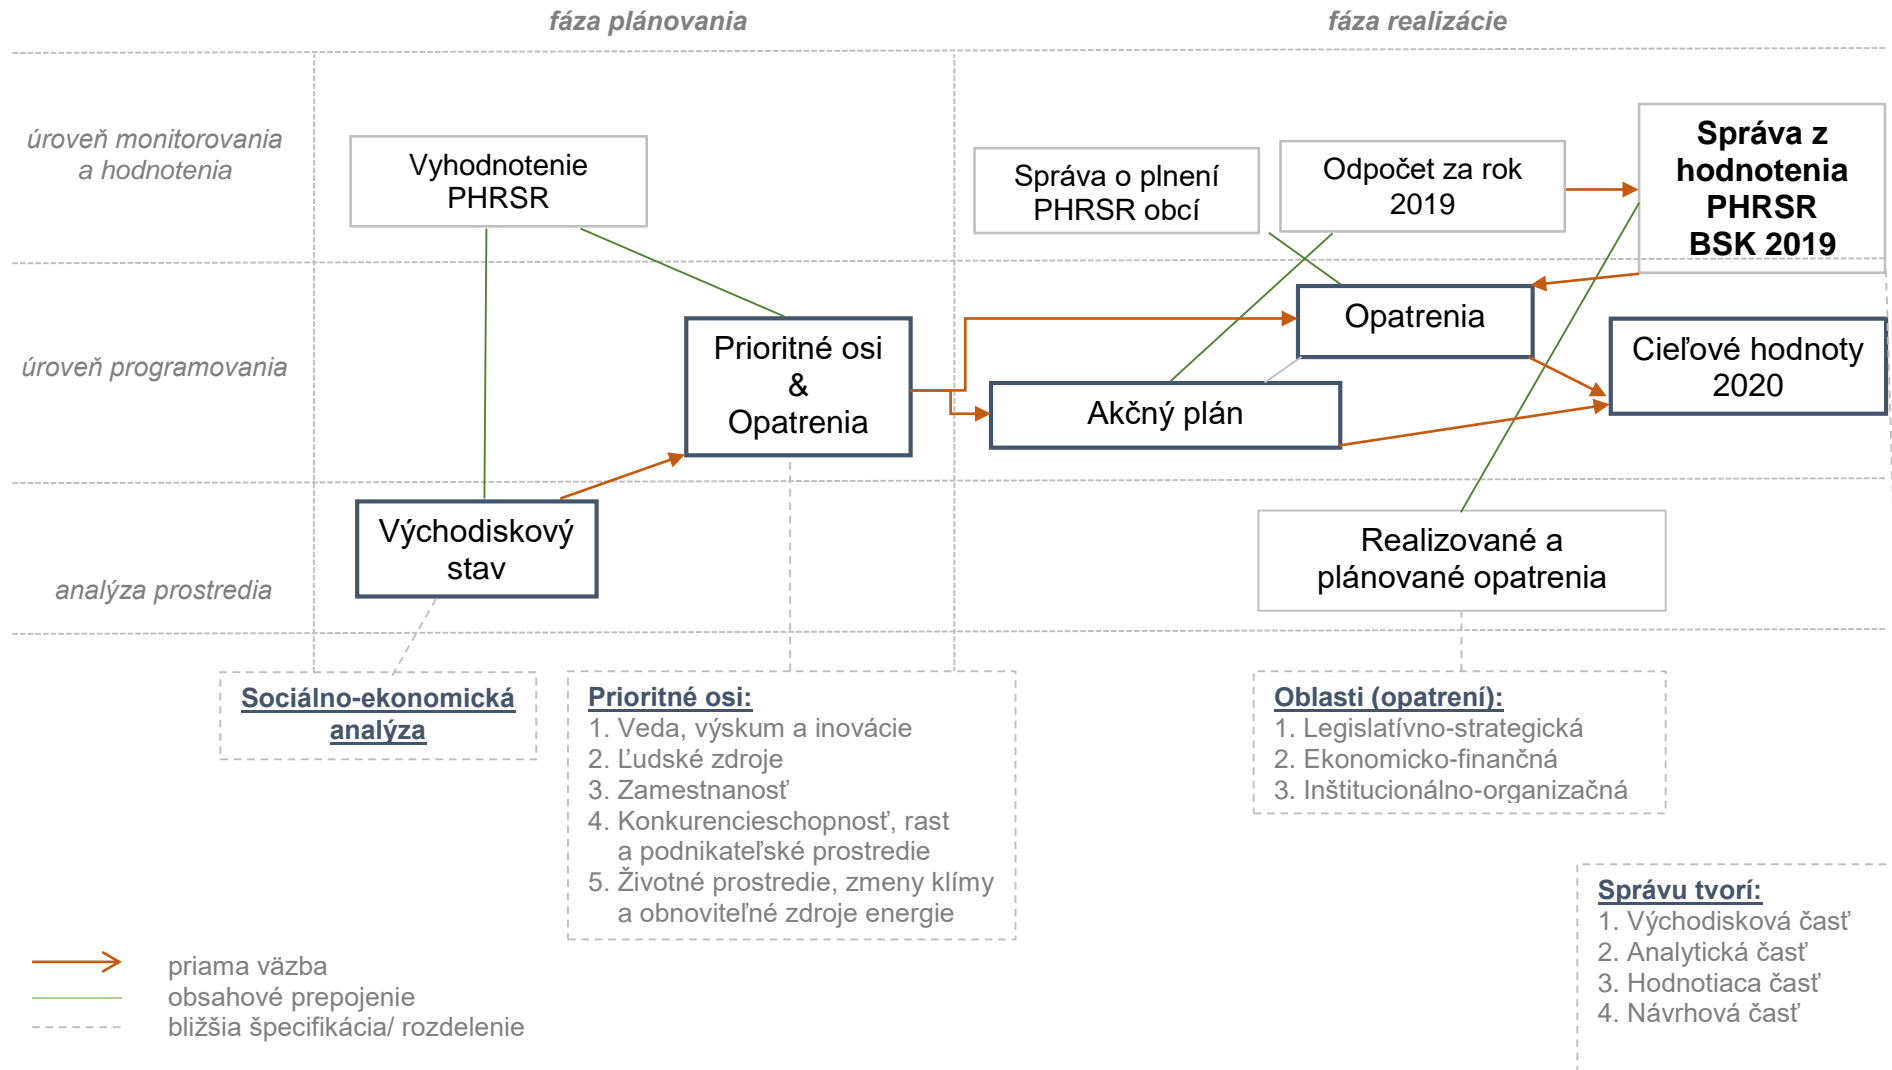 fáza plánovania
fáza realizácie
úroveň monitorovania
a hodnotenia
Vyhodnotenie
PHRSR
Správa o plnení
PHRSR obcí
Odpočet za rok
2019
Správa z
hodnotenia
PHRSR
BSK 2019
úroveň programovania
Prioritné osi
&
Opatrenia
Opatrenia
Akčný plán
Cieľové hodnoty
2020
analýza prostredia
Východiskový
stav
Realizované a
plánované opatrenia
Sociálno-ekonomická
analýza
Prioritné osi:
1. Veda, výskum a inovácie
2. Ľudské zdroje
3. Zamestnanosť
4. Konkurencieschopnosť, rast
a podnikateľské prostredie
5. Životné prostredie, zmeny klímy
a obnoviteľné zdroje energie
Oblasti (opatrení):
1. Legislatívno-strategická
2. Ekonomicko-finančná
3. Inštitucionálno-organizačná
Správu tvorí:
1. Východisková časť
2. Analytická časť
3. Hodnotiaca časť
4. Návrhová časť
priama väzba
obsahové prepojenie
bližšia špecifikácia/ rozdelenie